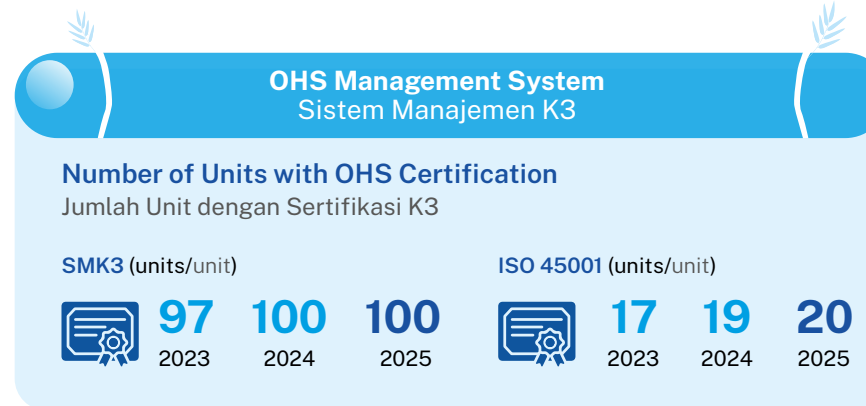 OHS Management System
Sistem Manajemen K3
Number of Units with OHS Certification
Jumlah Unit dengan Sertifikasi K3
SMK3 (units/unit)
97 100 100
2023 2024 2025
ISO 45001 (units/unit)
17 19 20
2023 2024 2025